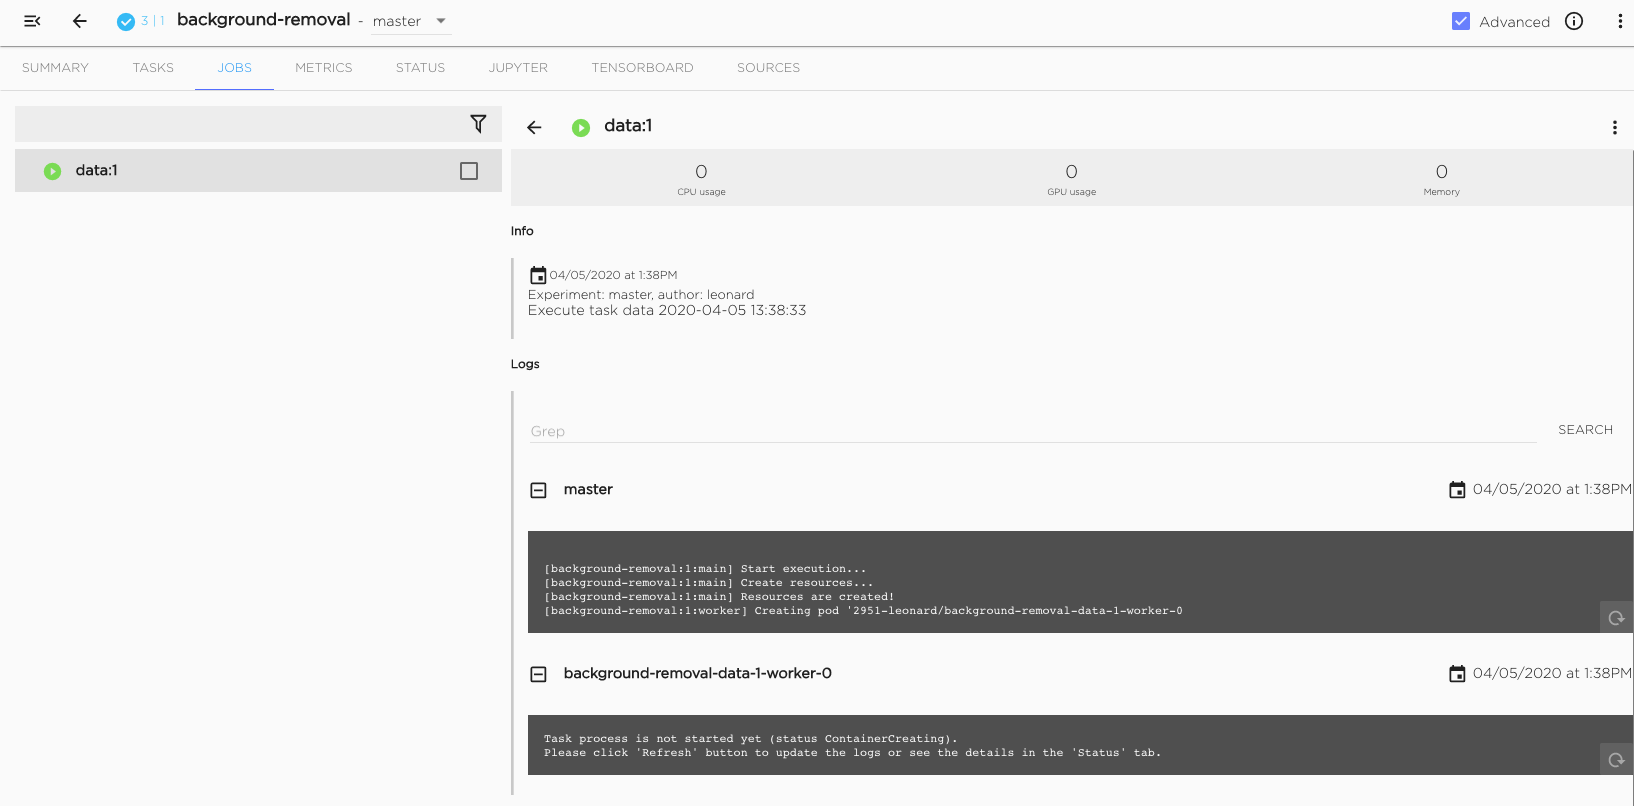 3 | 1 background-removal - master Advanced
SUMMARY TASKS JOBS METRICS STATUS JUPYTER TENSORBOARD SOURCES
data:1
data:1
0 0 0
CPU usage GPU usage Memory
Info
04/05/2020 at 1:38PM
Experiment: master, author: leonard
Execute task data 2020-04-05 13:38:33
Logs
Grep SEARCH
master 04/05/2020 at 1:38PM
[background-removal:1:main] Start execution...
[background-removal:1:main] Create resources...
[background-removal:1:main] Resources are created!
[background-removal:1:worker] Creating pod '2951-leonard/background-removal-data-1-worker-0
background-removal-data-1-worker-0 04/05/2020 at 1:38PM
Task process is not started yet (status ContainerCreating).
Please click 'Refresh' button to update the logs or see the details in the 'Status' tab.